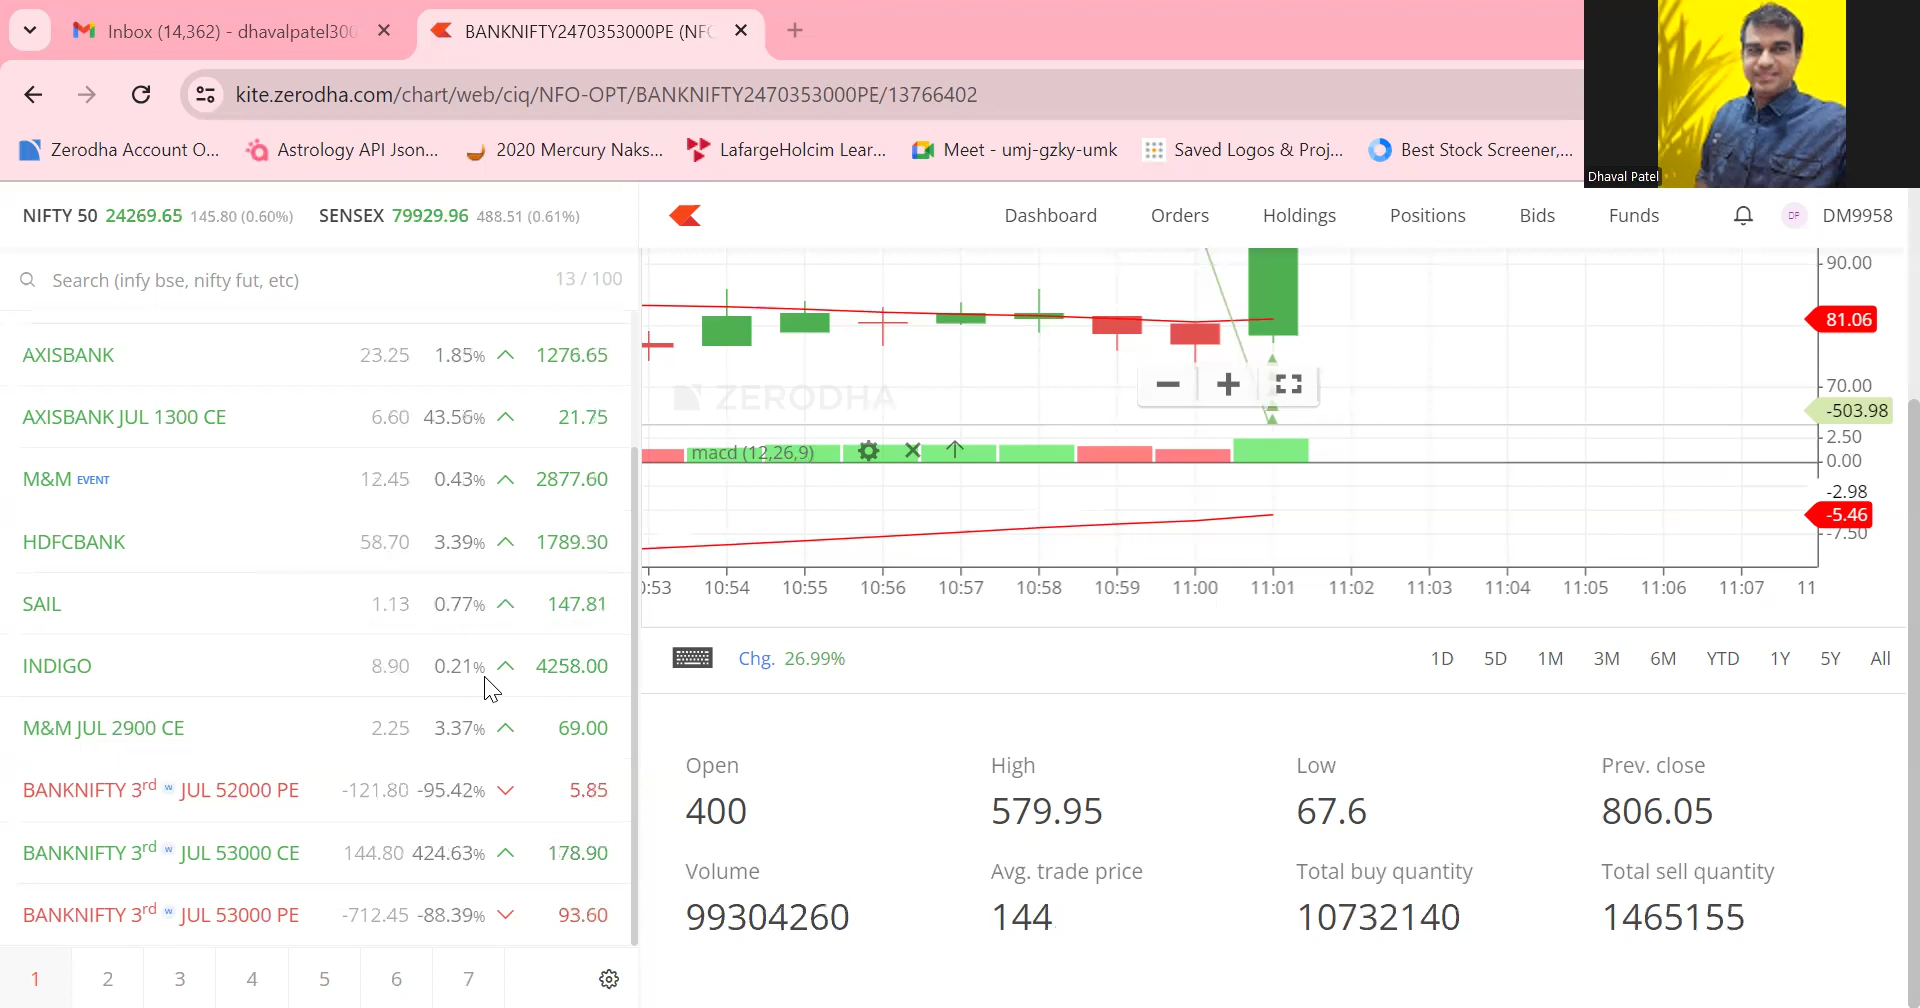 Inbox (14,362) - dhavalpatel300
BANKNIFTY2470353000PE (NFO
kite.zerodha.com/chart/web/ciq/NFO-OPT/BANKNIFTY2470353000PE/13766402
Zerodha Account O... Astrology API Json... 2020 Mercury Naks... LafargeHolcim Lear... Meet - umj-gzky-umk Saved Logos & Proj... Best Stock Screener,...
Dhaval Patel
NIFTY 50 24269.65 145.80 (0.60%) SENSEX 79929.96 488.51 (0.61%)
Dashboard Orders Holdings Positions Bids Funds DP DM9958
Search (infy bse, nifty fut, etc) 13 / 100
AXISBANK 23.25 1.85% 1276.65
AXISBANK JUL 1300 CE 6.60 43.56% 21.75
M&M EVENT 12.45 0.43% 2877.60
HDFCBANK 58.70 3.39% 1789.30
SAIL 1.13 0.77% 147.81
INDIGO 8.90 0.21% 4258.00
M&M JUL 2900 CE 2.25 3.37% 69.00
BANKNIFTY 3rd w JUL 52000 PE -121.80 -95.42% 5.85
BANKNIFTY 3rd w JUL 53000 CE 144.80 424.63% 178.90
BANKNIFTY 3rd w JUL 53000 PE -712.45 -88.39% 93.60
1 2 3 4 5 6 7
90.00
81.06
70.00
-503.98
2.50
0.00
-2.98
-5.46
-7.50
ZERODHA
macd (12,26,9)
):53 10:54 10:55 10:56 10:57 10:58 10:59 11:00 11:01 11:02 11:03 11:04 11:05 11:06 11:07 11
Chg. 26.99% 1D 5D 1M 3M 6M YTD 1Y 5Y All
Open High Low Prev. close
400 579.95 67.6 806.05
Volume Avg. trade price Total buy quantity Total sell quantity
99304260 144 10732140 1465155